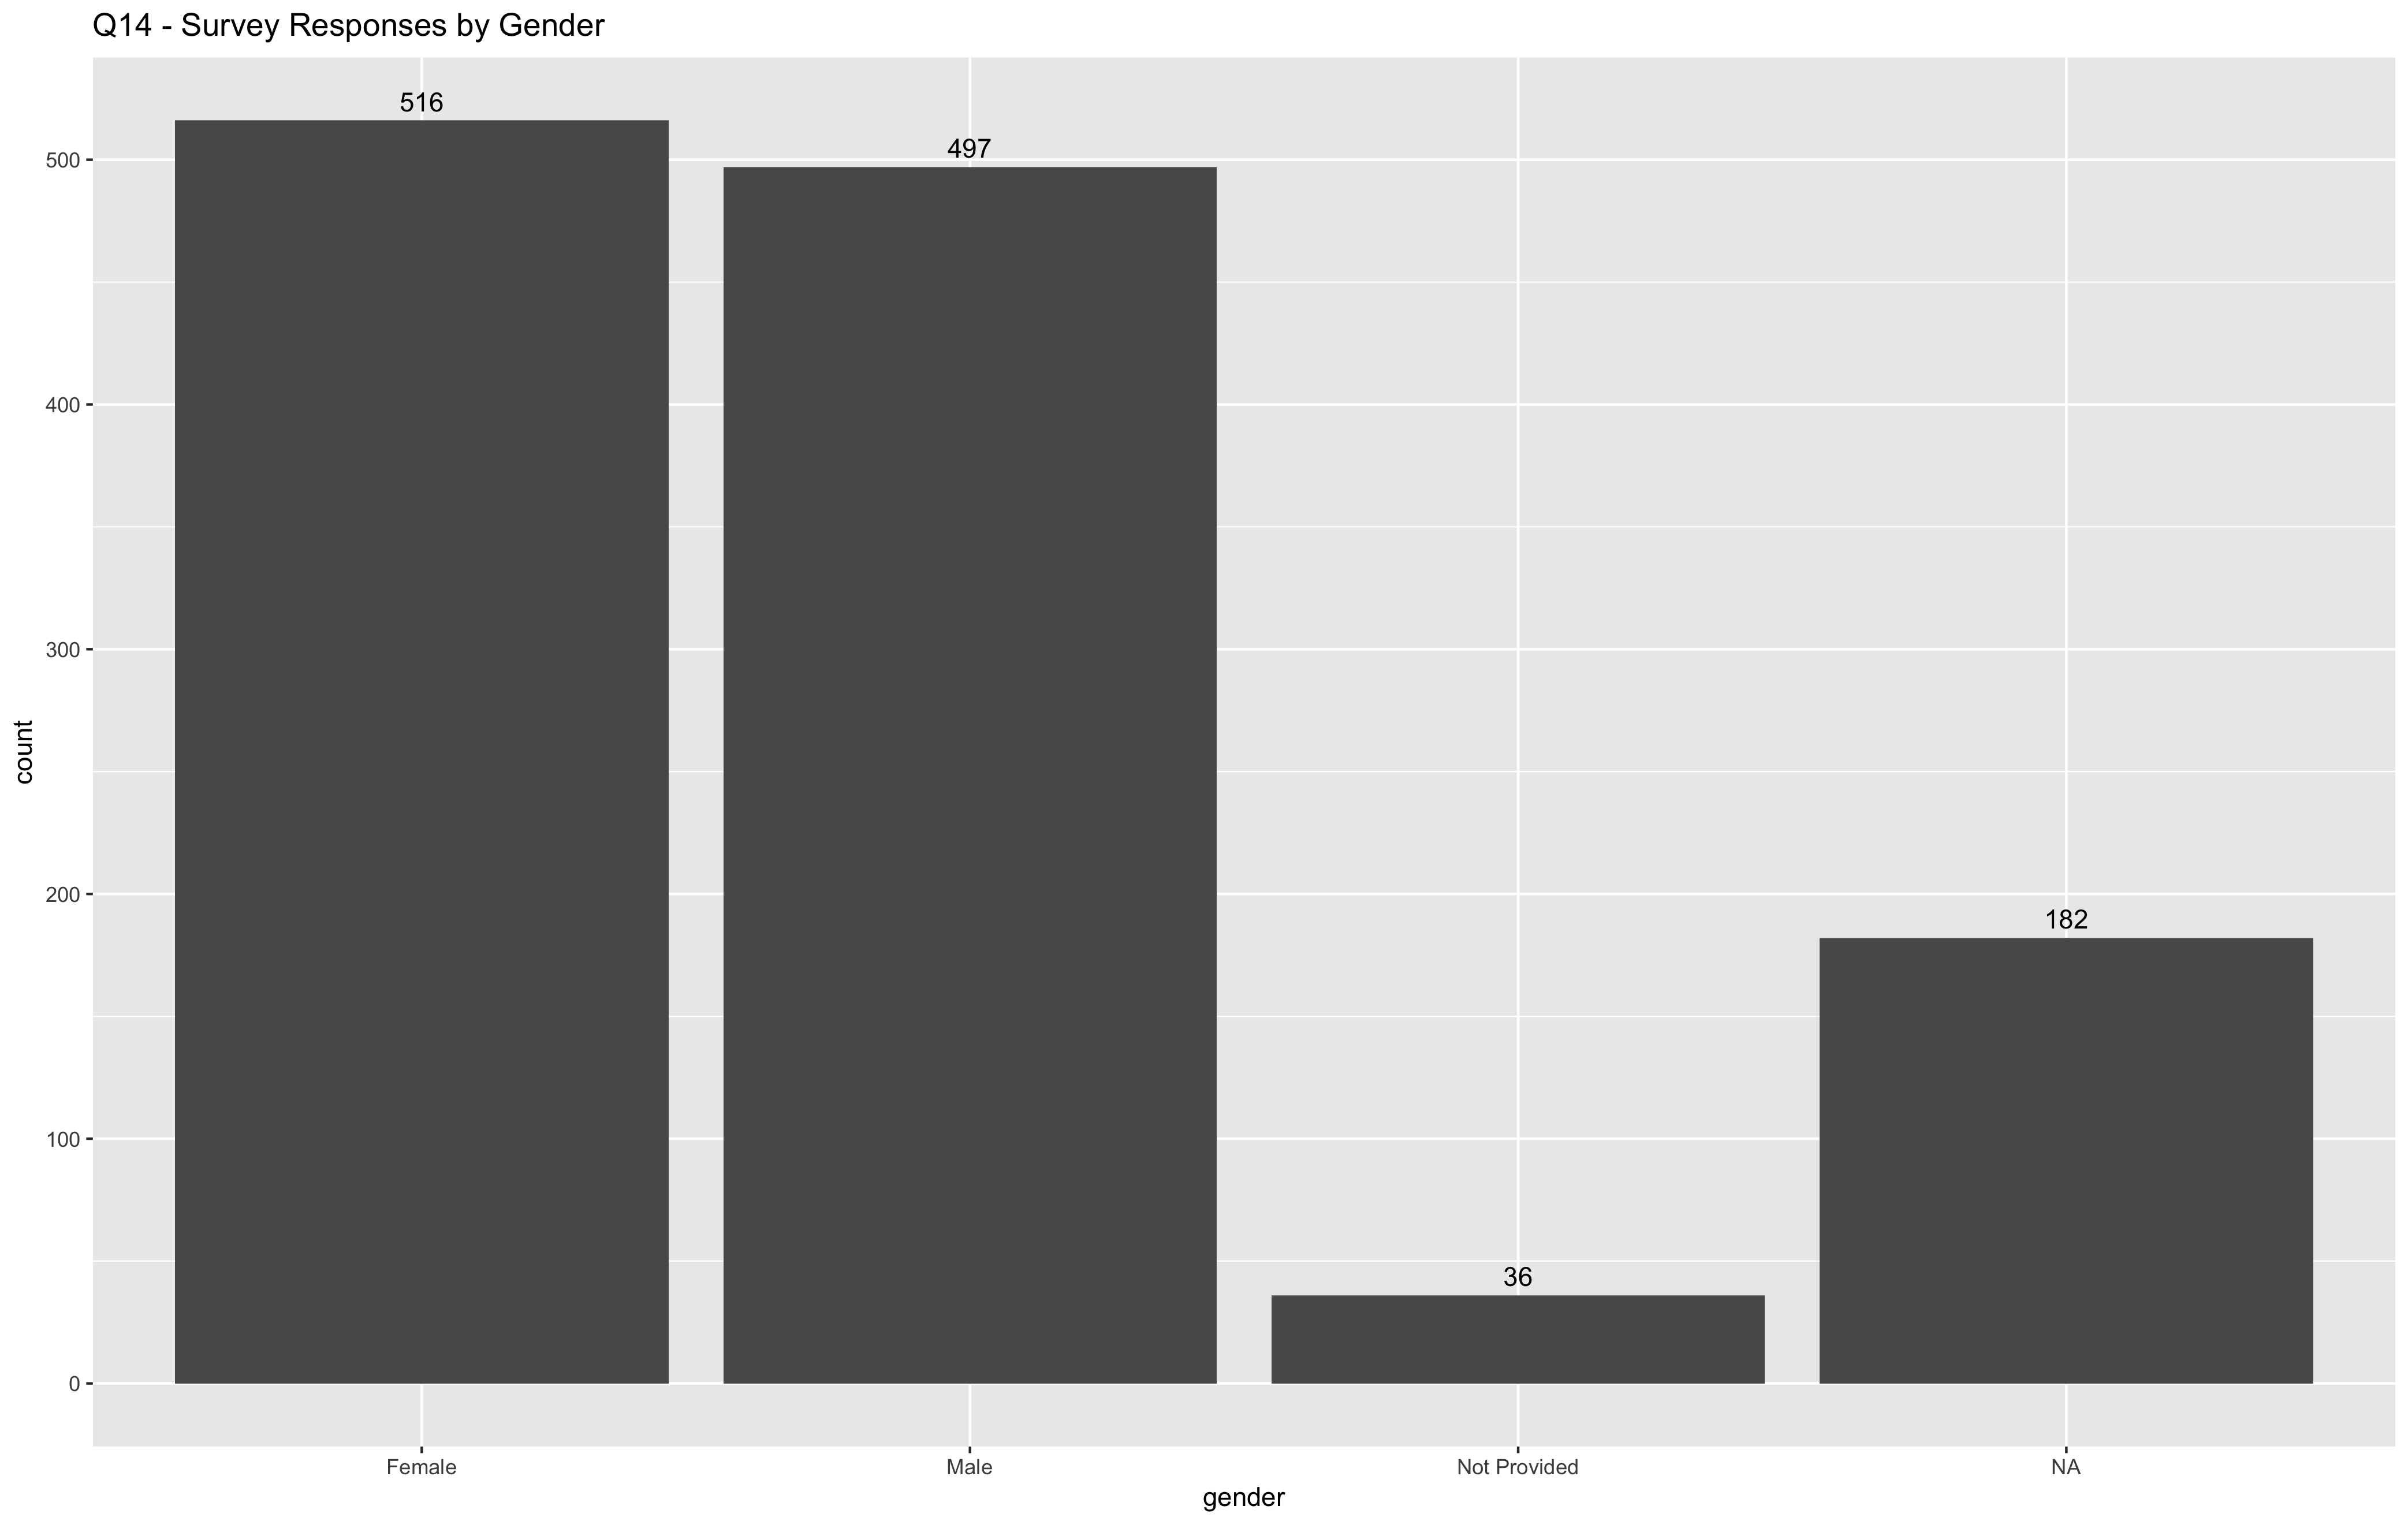 Q14 - Survey Responses by Gender
516
497
36
182
500
400
300
200
100
0
count
Female
Male
Not Provided
NA
gender